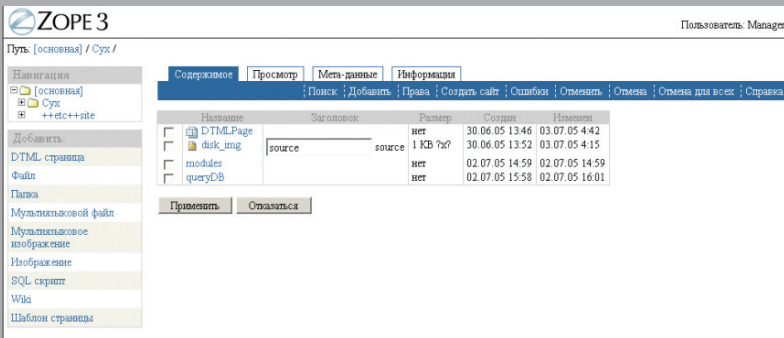 ZOPE 3
Пользователь: Manager
Путь: [основная] / Сух /
Навигация
[основная]
Сух
++etc++site
Добавить:
DTML страница
Файл
Папка
Мультиязыковой файл
Мультиязыковое
изображение
Изображение
SQL скрипт
Wiki
Шаблон страницы
Содержимое Просмотр Мета-данные Информация
Поиск Добавить Права Создать сайт Ошибки Отменить Отмена Отмена для всех Справка
Название Заголовок Размер Создан Изменен
DTMLPage нет 30.06.05 13:46 03.07.05 4:42
disk_img source source 1 KB ?x? 30.06.05 13:52 03.07.05 4:15
modules нет 02.07.05 14:59 02.07.05 14:59
queryDB нет 02.07.05 15:58 02.07.05 16:01
Применить Отказаться